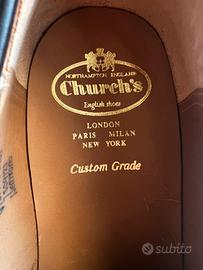 NORTHAMPTON ENGLAND
Church's
English shoes
LONDON
PARIS MILAN
NEW YORK
Custom Grade
subito